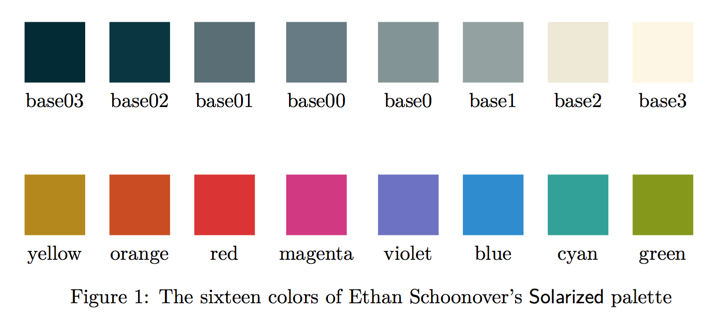 base03 base02 base01 base00 base0 base1 base2 base3
yellow orange red magenta violet blue cyan green
Figure 1: The sixteen colors of Ethan Schoonover's Solarized palette